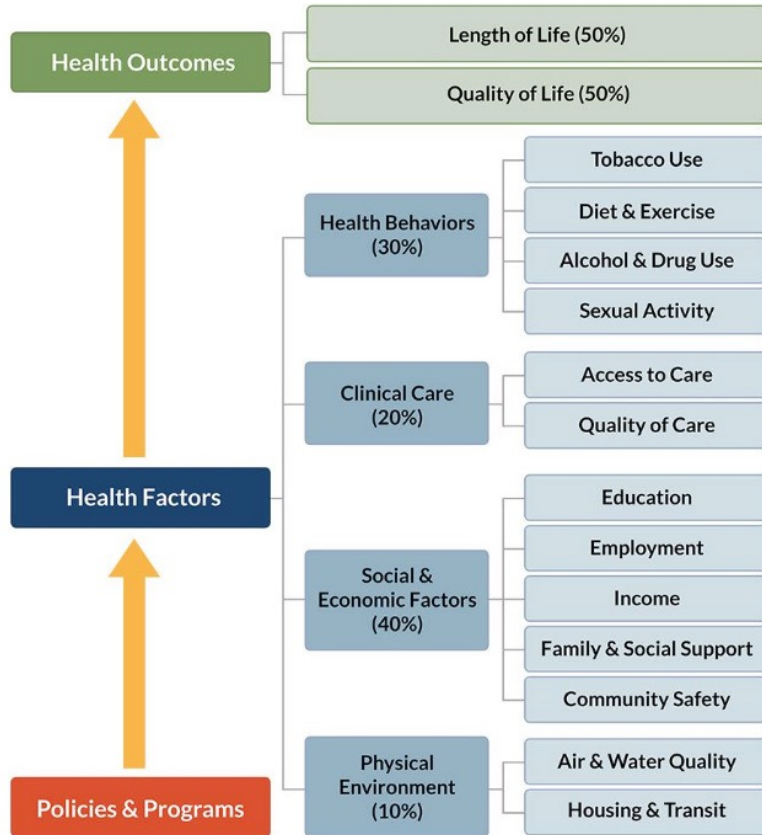 Health Outcomes
Length of Life (50%)
Quality of Life (50%)
Health Factors
Health Behaviors
(30%)
Tobacco Use
Diet & Exercise
Alcohol & Drug Use
Sexual Activity
Clinical Care
(20%)
Access to Care
Quality of Care
Social &
Economic Factors
(40%)
Education
Employment
Income
Family & Social Support
Community Safety
Physical
Environment
(10%)
Air & Water Quality
Housing & Transit
Policies & Programs